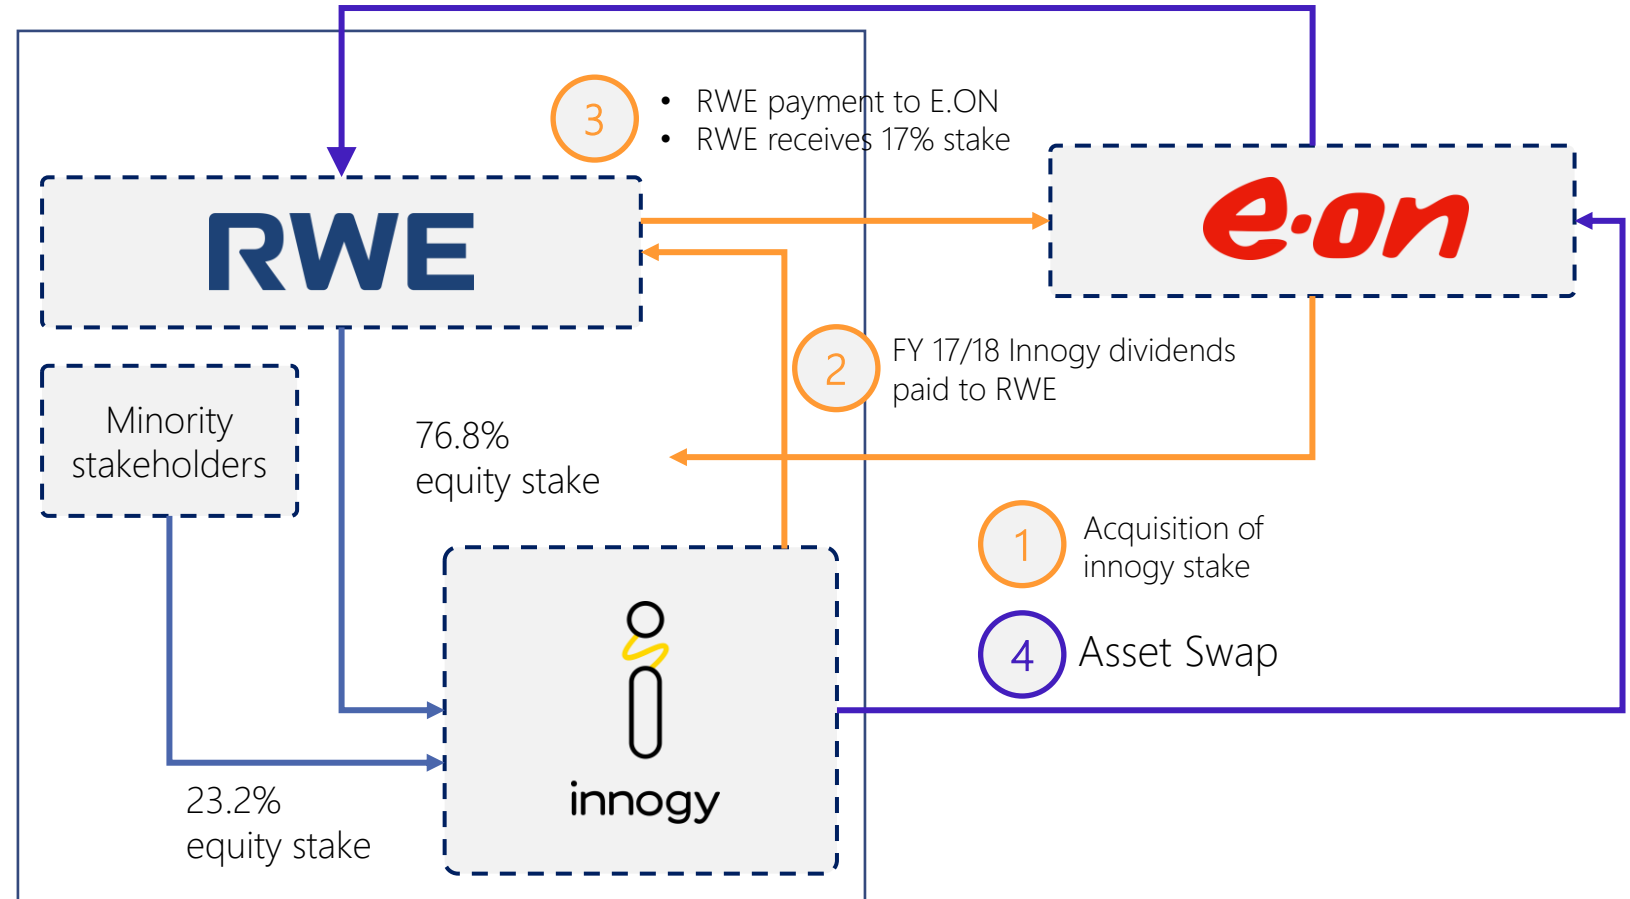 3
• RWE payment to E.ON
• RWE receives 17% stake
RWE
e·on
2
FY 17/18 Innogy dividends
paid to RWE
Minority
stakeholders
76.8%
equity stake
1
Acquisition of
innogy stake
4
Asset Swap
innogy
23.2%
equity stake